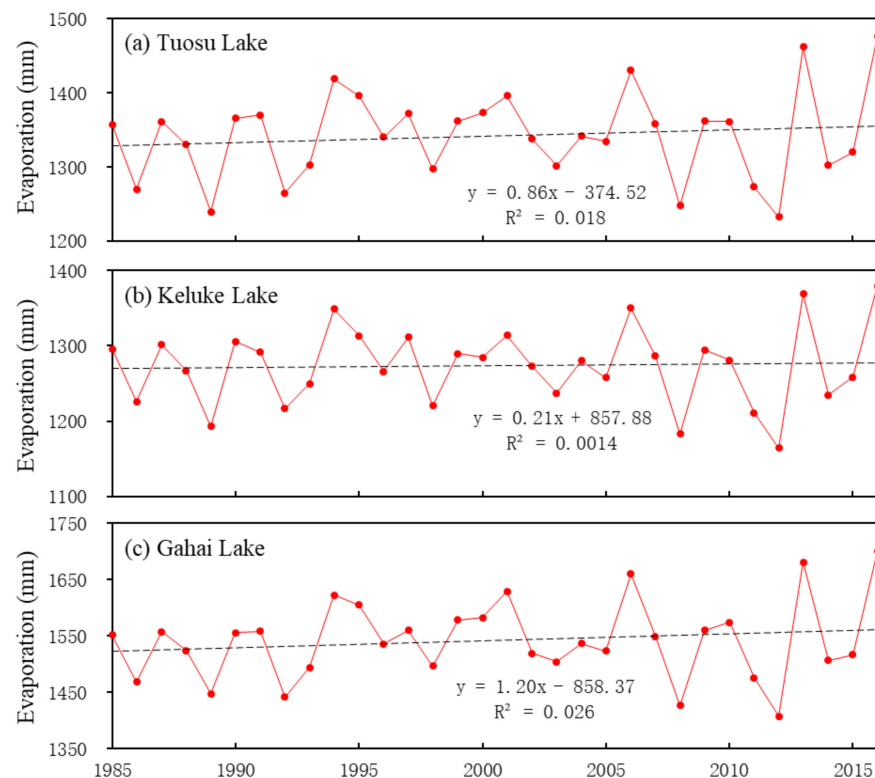 1500
(a) Tuosu Lake
1400
1300
1200
Evaporation (mm)
y = 0.86x − 374.52
R² = 0.018
1400
(b) Keluke Lake
1300
1200
1100
Evaporation (mm)
y = 0.21x + 857.88
R² = 0.0014
1750
(c) Gahai Lake
1650
1550
1450
1350
Evaporation (mm)
y = 1.20x − 858.37
R² = 0.026
1985 1990 1995 2000 2005 2010 2015